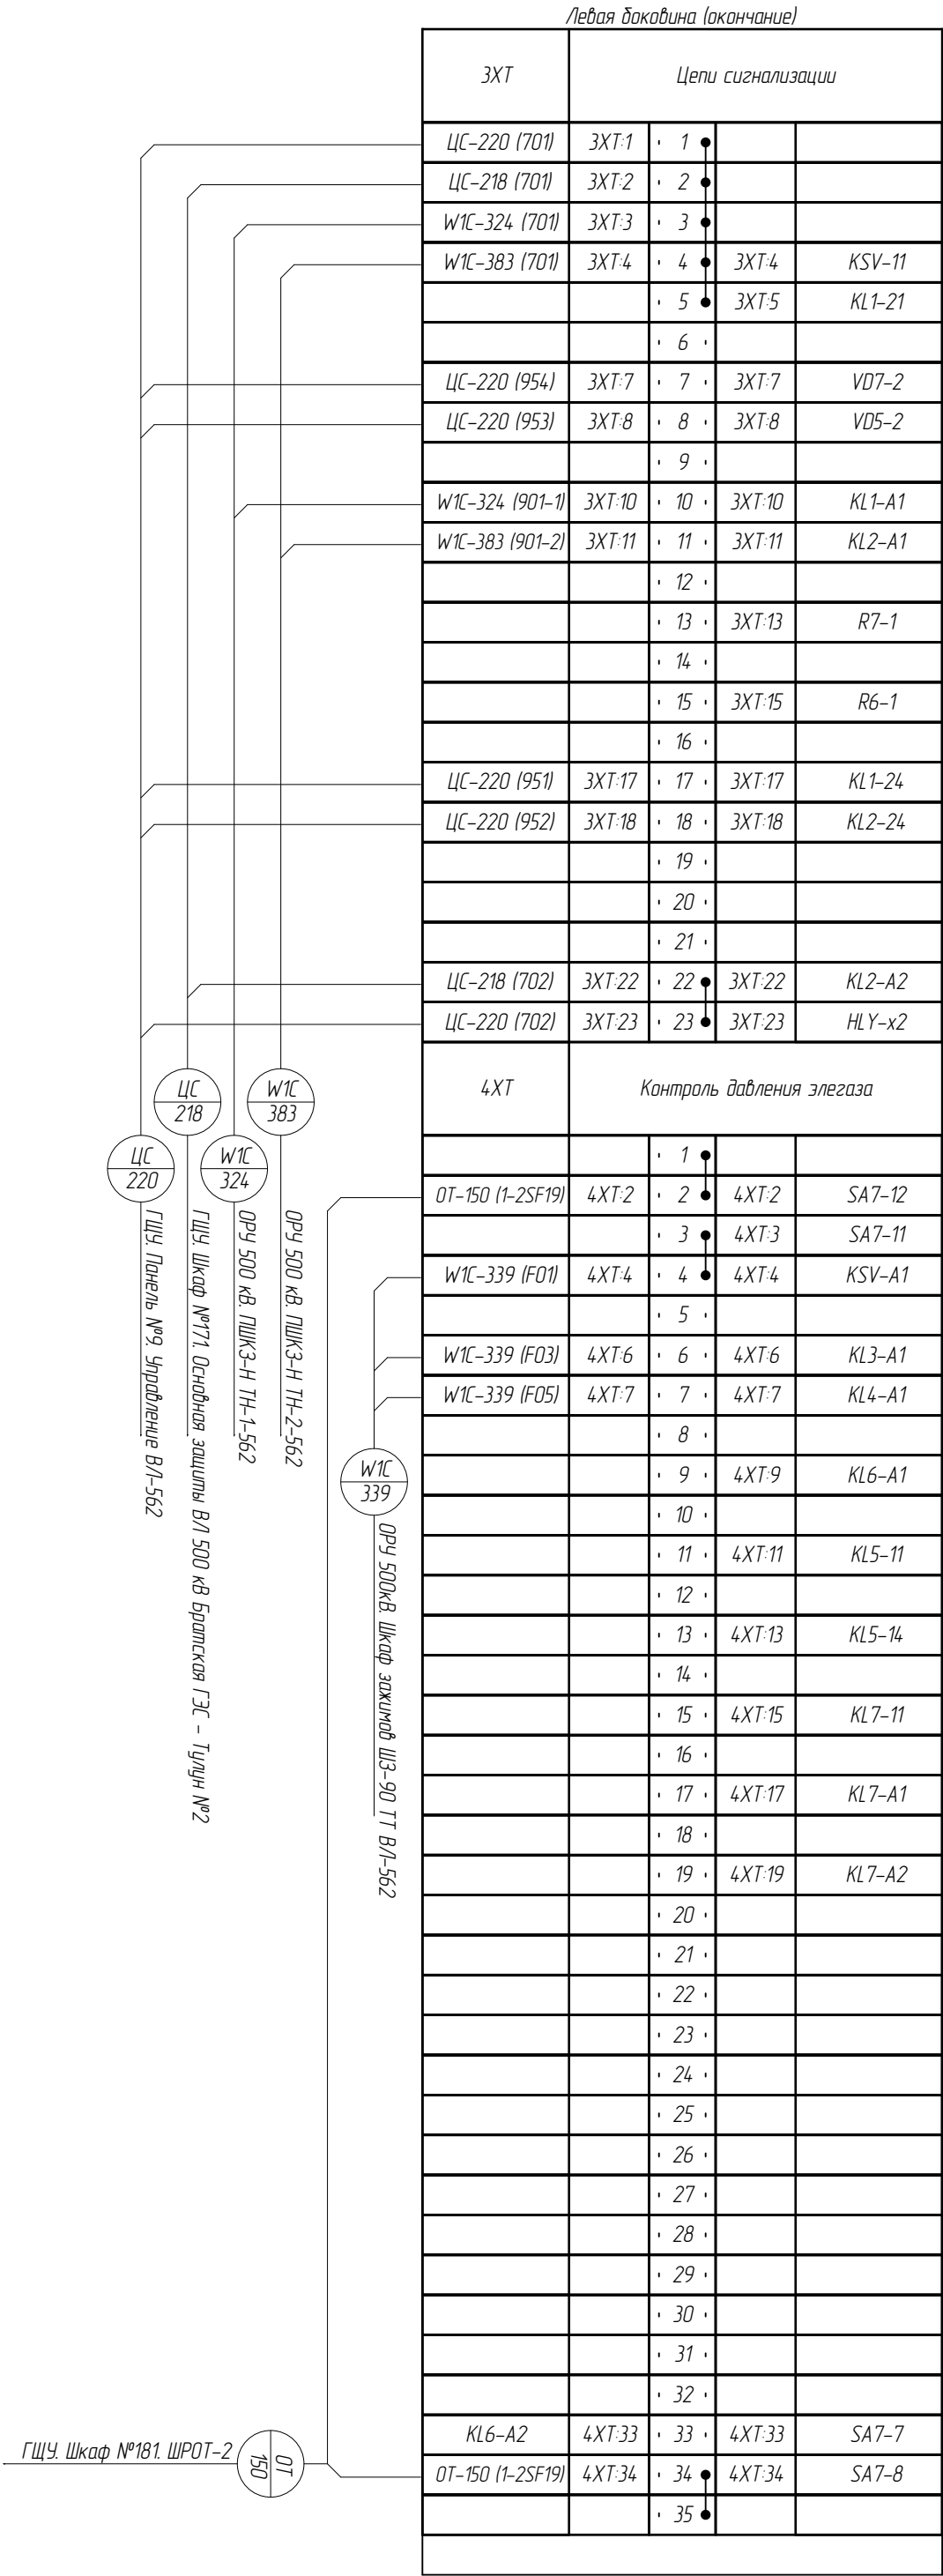 Левая боковина (окончание)
3XT Цепи сигнализации
ЦС-220 (701) 3XT:1 1
ЦС-218 (701) 3XT:2 2
W1C-324 (701) 3XT:3 3
W1C-383 (701) 3XT:4 4 3XT:4 KSV-11
5 3XT:5 KL1-21
6
ЦС-220 (954) 3XT:7 7 3XT:7 VD7-2
ЦС-220 (953) 3XT:8 8 3XT:8 VD5-2
9
W1C-324 (901-1) 3XT:10 10 3XT:10 KL1-A1
W1C-383 (901-2) 3XT:11 11 3XT:11 KL2-A1
12
13 3XT:13 R7-1
14
15 3XT:15 R6-1
16
ЦС-220 (951) 3XT:17 17 3XT:17 KL1-24
ЦС-220 (952) 3XT:18 18 3XT:18 KL2-24
19
20
21
ЦС-218 (702) 3XT:22 22 3XT:22 KL2-A2
ЦС-220 (702) 3XT:23 23 3XT:23 HLY-x2
4XT Контроль давления элегаза
1
OT-150 (1-2SF19) 4XT:2 2 4XT:2 SA7-12
3 4XT:3 SA7-11
W1C-339 (F01) 4XT:4 4 4XT:4 KSV-A1
5
W1C-339 (F03) 4XT:6 6 4XT:6 KL3-A1
W1C-339 (F05) 4XT:7 7 4XT:7 KL4-A1
8
9 4XT:9 KL6-A1
10
11 4XT:11 KL5-11
12
13 4XT:13 KL5-14
14
15 4XT:15 KL7-11
16
17 4XT:17 KL7-A1
18
19 4XT:19 KL7-A2
20
21
22
23
24
25
26
27
28
29
30
31
32
KL6-A2 4XT:33 33 4XT:33 SA7-7
OT-150 (1-2SF19) 4XT:34 34 4XT:34 SA7-8
35
ЦС
218
W1C
383
ЦС
220
W1C
324
W1C
339
ГЩУ. Панель №9. Управление ВЛ-562
ГЩУ. Шкаф №171. Основная защиты ВЛ 500 кВ Братская ГЭС - Тулун №2
ОРУ 500 кВ. ПШКЗ-Н ТН-1-562
ОРУ 500 кВ. ПШКЗ-Н ТН-2-562
ОРУ 500кВ. Шкаф зажимов ШЗ-90 ТТ ВЛ-562
ГЩУ. Шкаф №181. ШРОТ-2
ОТ
150